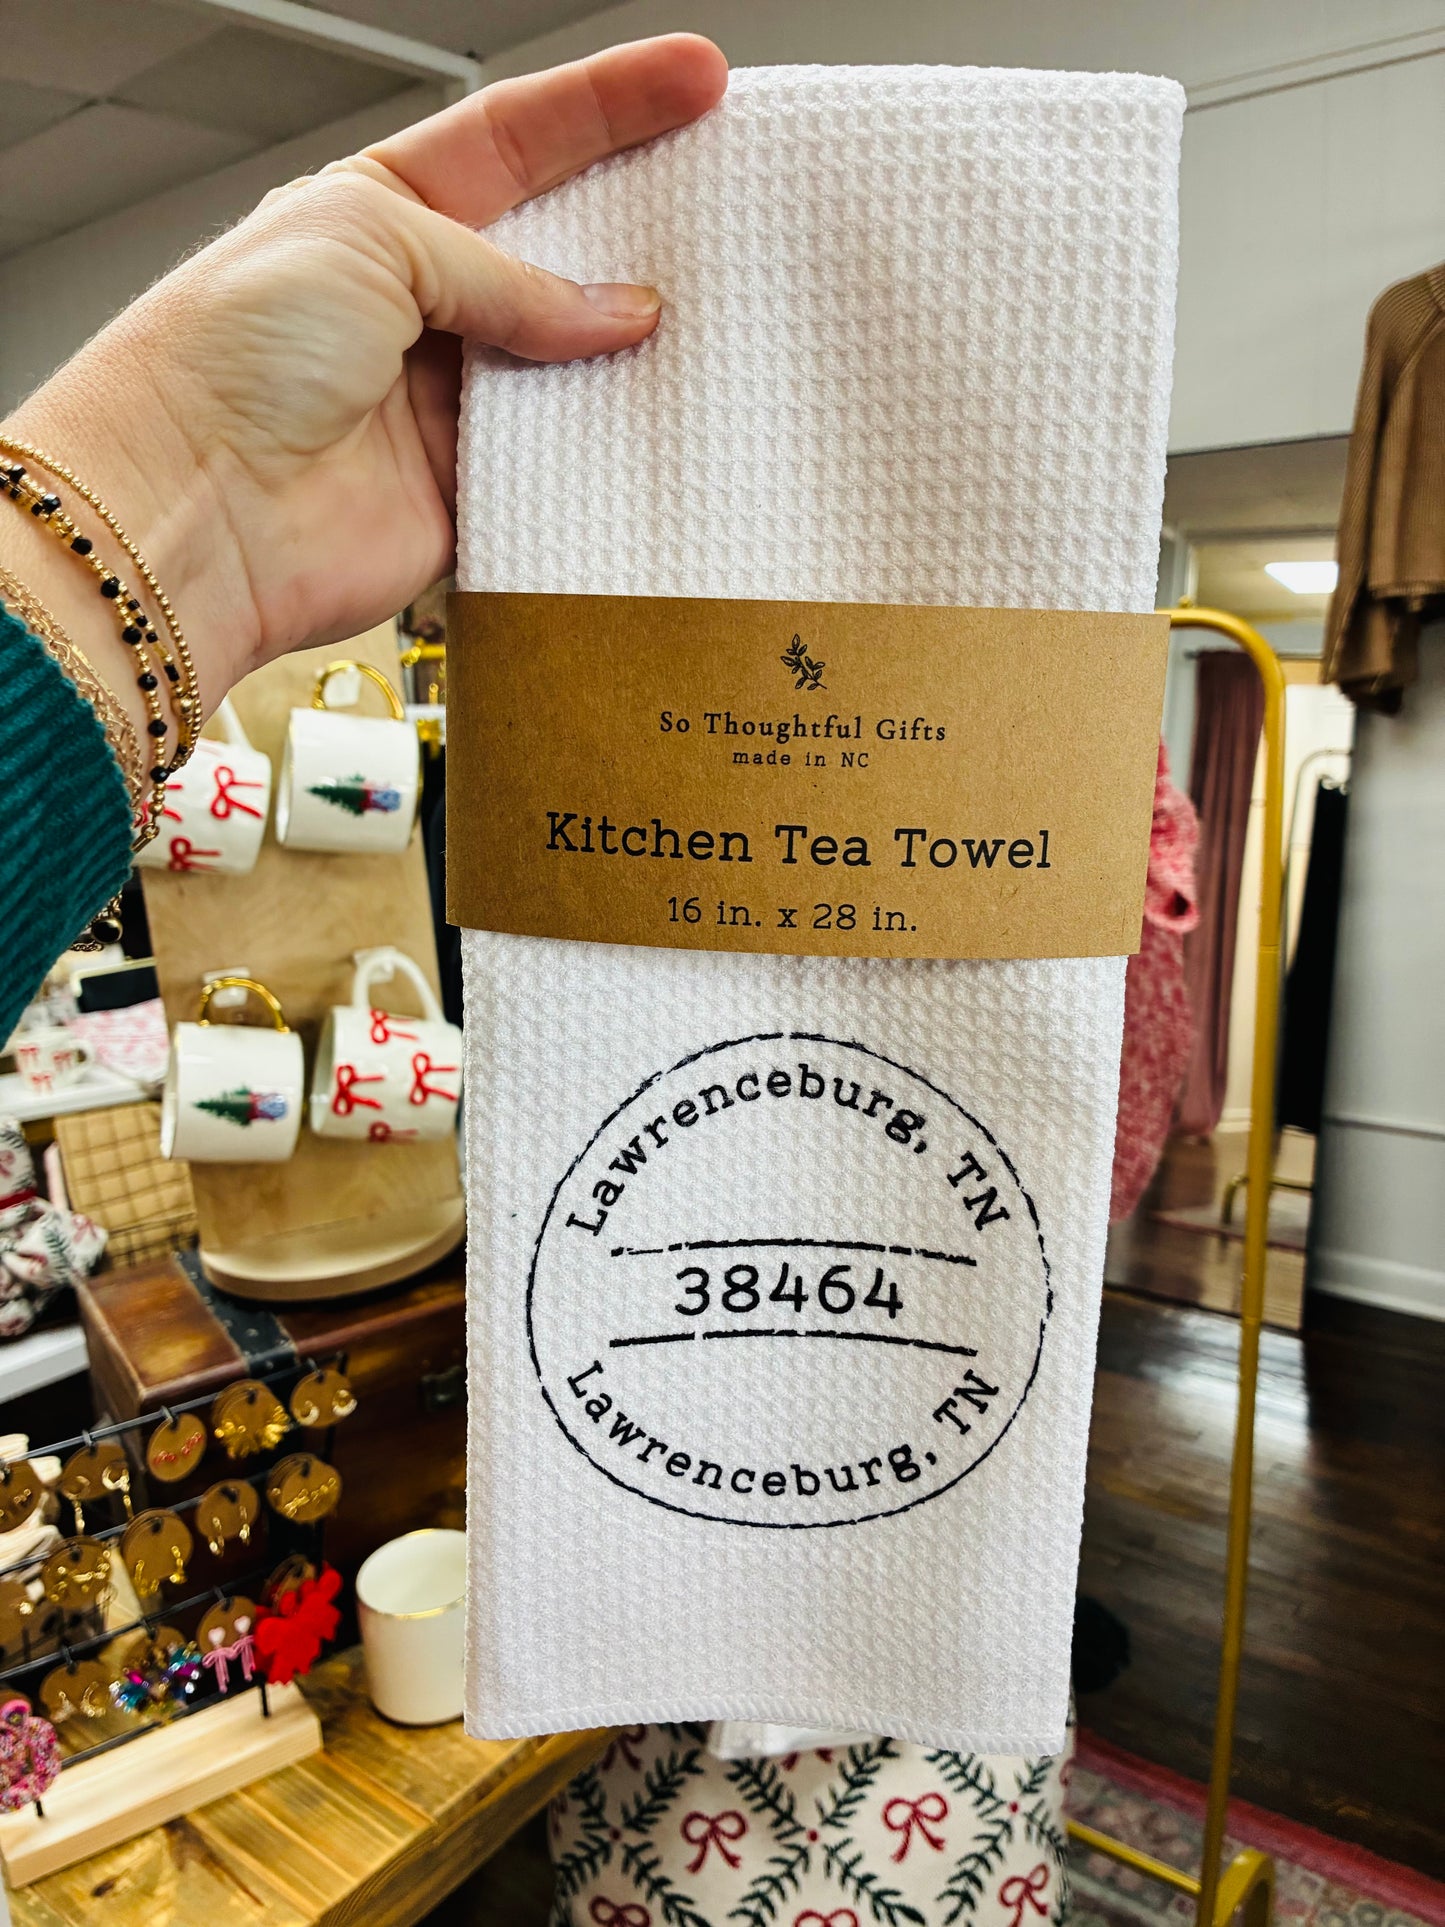 So Thoughtful Gifts
made in NC
Kitchen Tea Towel
16 in. x 28 in.
Lawrenceburg, TN
38464
Lawrenceburg, TN